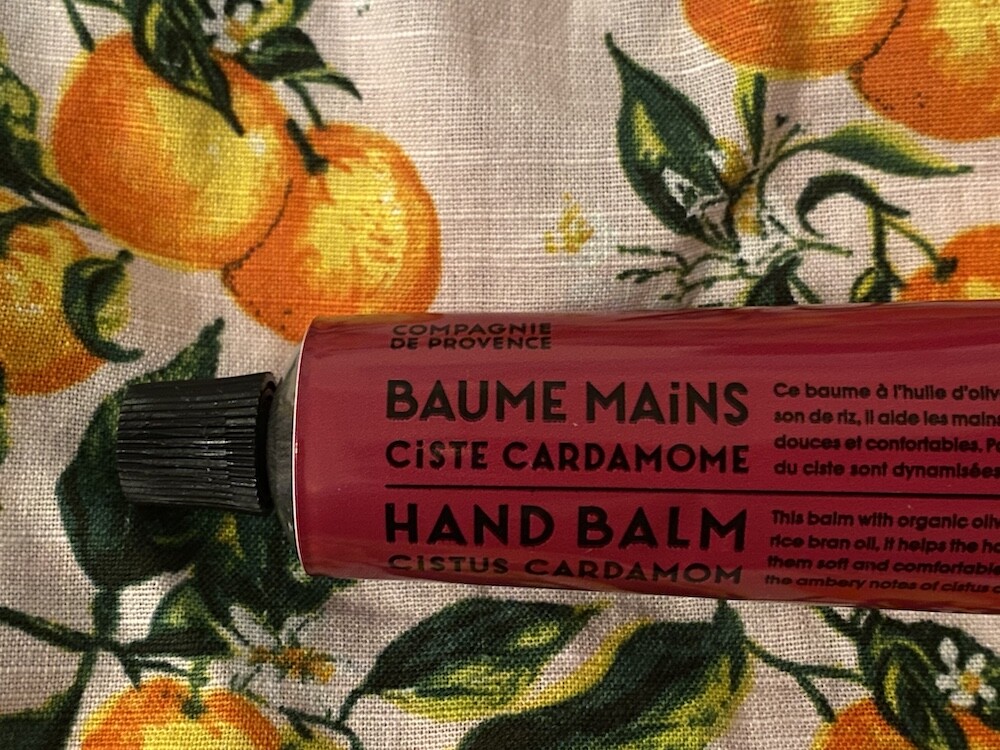 COMPAGNIE
DE PROVENCE
BAUME MAiNS
CiSTE CARDAMOME
Ce baume à l'huile d'oliv
son de riz, il aide les mains
douces et confortables.
du ciste sont dynamisées
HAND BALM
CiSTUS CARDAMOM
This balm with organic oliv
rice bran oil, it helps the ha
them soft and comfortable
the ambery notes of cistus